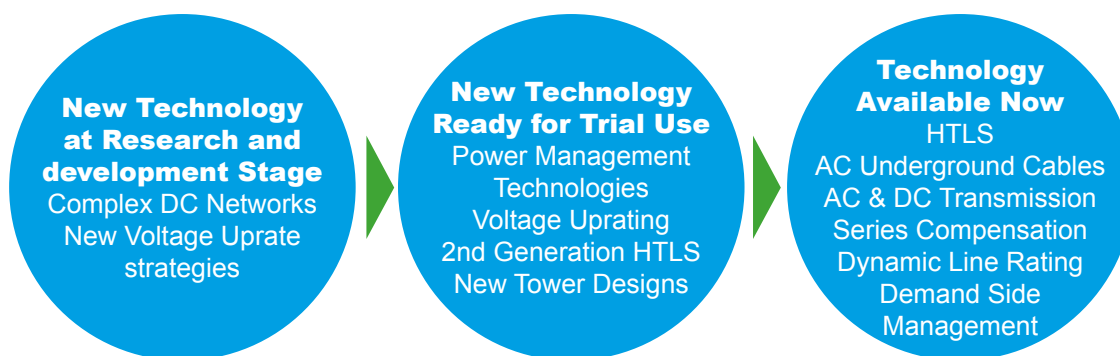 New Technology
at Research and
development Stage
Complex DC Networks
New Voltage Uprate
strategies
New Technology
Ready for Trial Use
Power Management
Technologies
Voltage Uprating
2nd Generation HTLS
New Tower Designs
Technology
Available Now
HTLS
AC Underground Cables
AC & DC Transmission
Series Compensation
Dynamic Line Rating
Demand Side
Management